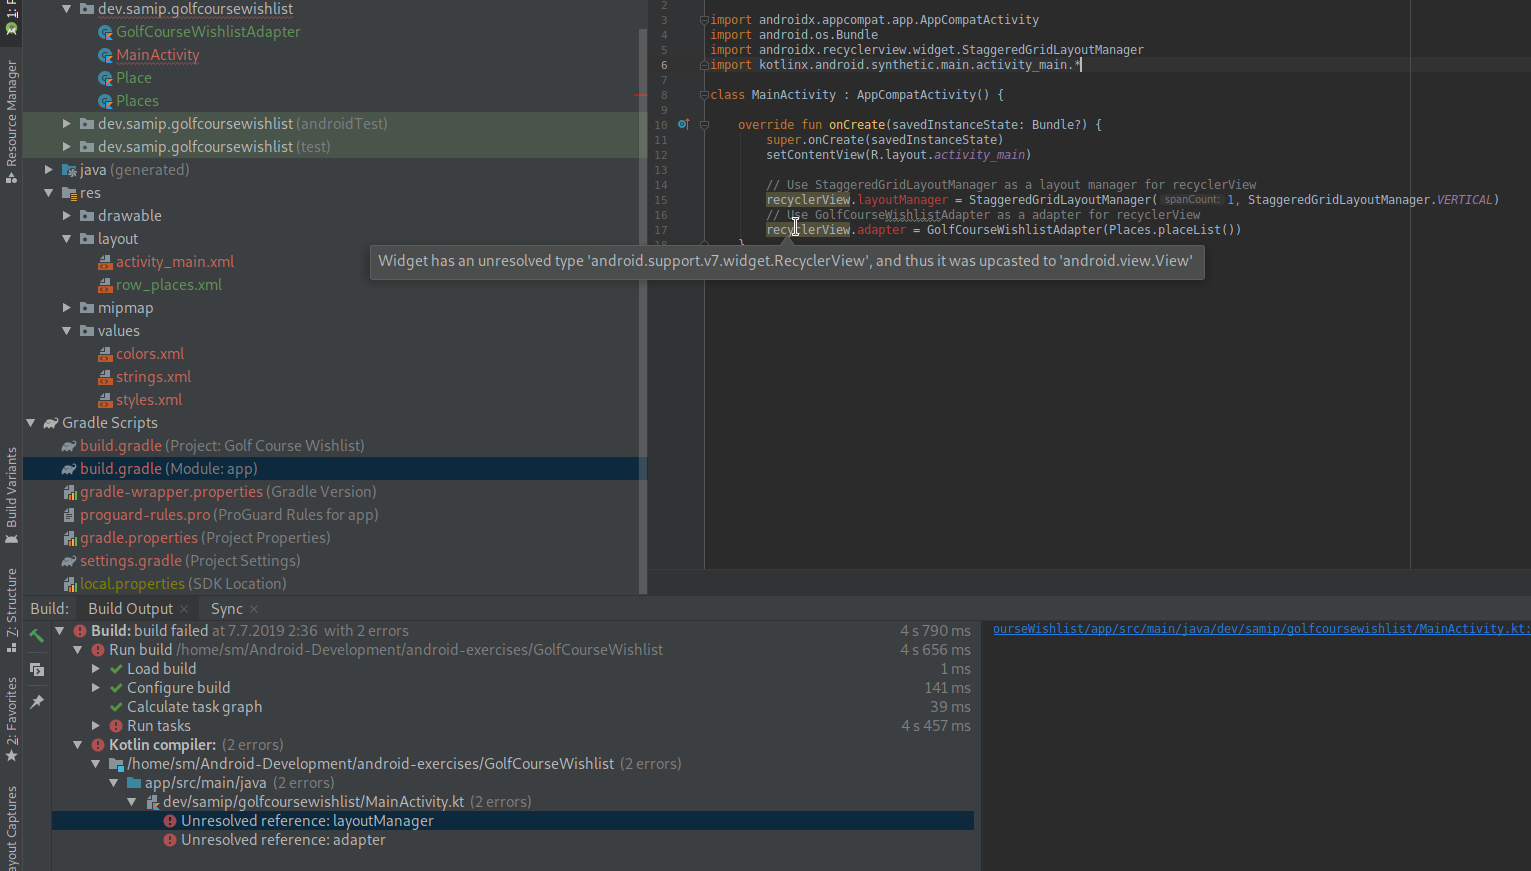 1: P
Resource Manager
Build Variants
7: Structure
2: Favorites
ayout Captures
dev.samip.golfcoursewishlist
GolfCourseWishlistAdapter
MainActivity
Place
Places
dev.samip.golfcoursewishlist (androidTest)
dev.samip.golfcoursewishlist (test)
java (generated)
res
drawable
layout
activity_main.xml
row_places.xml
mipmap
values
colors.xml
strings.xml
styles.xml
Gradle Scripts
build.gradle (Project: Golf Course Wishlist)
build.gradle (Module: app)
gradle-wrapper.properties (Gradle Version)
proguard-rules.pro (ProGuard Rules for app)
gradle.properties (Project Properties)
settings.gradle (Project Settings)
local.properties (SDK Location)
2
3 import androidx.appcompat.app.AppCompatActivity
4 import android.os.Bundle
5 import androidx.recyclerview.widget.StaggeredGridLayoutManager
6 import kotlinx.android.synthetic.main.activity_main.*
7
8 class MainActivity : AppCompatActivity() {
9
10 override fun onCreate(savedInstanceState: Bundle?) {
11 super.onCreate(savedInstanceState)
12 setContentView(R.layout.activity_main)
13
14 // Use StaggeredGridLayoutManager as a layout manager for recyclerView
15 recyclerView.layoutManager = StaggeredGridLayoutManager( spanCount: 1, StaggeredGridLayoutManager.VERTICAL)
16 // Use GolfCourseWishlistAdapter as a adapter for recyclerView
17 recyclerView.adapter = GolfCourseWishlistAdapter(Places.placeList())
18 }
Widget has an unresolved type 'android.support.v7.widget.RecyclerView', and thus it was upcasted to 'android.view.View'
Build: Build Output × Sync ×
Build: build failed at 7.7.2019 2:36 with 2 errors 4 s 790 ms
Run build /home/sm/Android-Development/android-exercises/GolfCourseWishlist 4 s 656 ms
Load build 1 ms
Configure build 141 ms
Calculate task graph 39 ms
Run tasks 4 s 457 ms
Kotlin compiler: (2 errors)
/home/sm/Android-Development/android-exercises/GolfCourseWishlist (2 errors)
app/src/main/java (2 errors)
dev/samip/golfcoursewishlist/MainActivity.kt (2 errors)
Unresolved reference: layoutManager
Unresolved reference: adapter
ourseWishlist/app/src/main/java/dev/samip/golfcoursewishlist/MainActivity.kt: